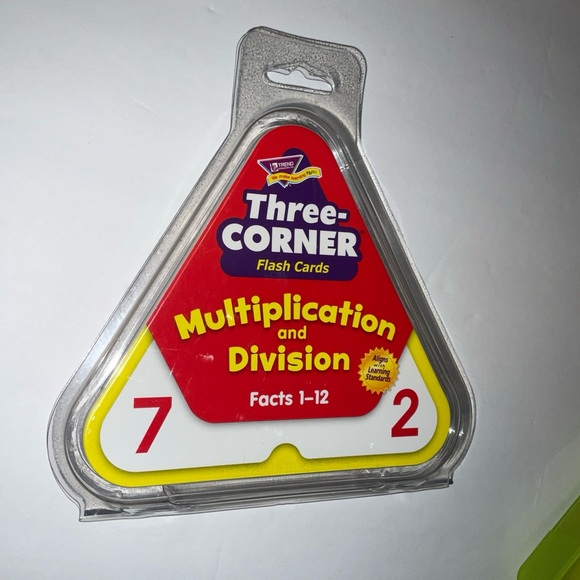 TREND
Three-
CORNER
Flash Cards
Multiplication
and
Division
Aligns
with
Learning
Standards
Facts 1–12
7
2